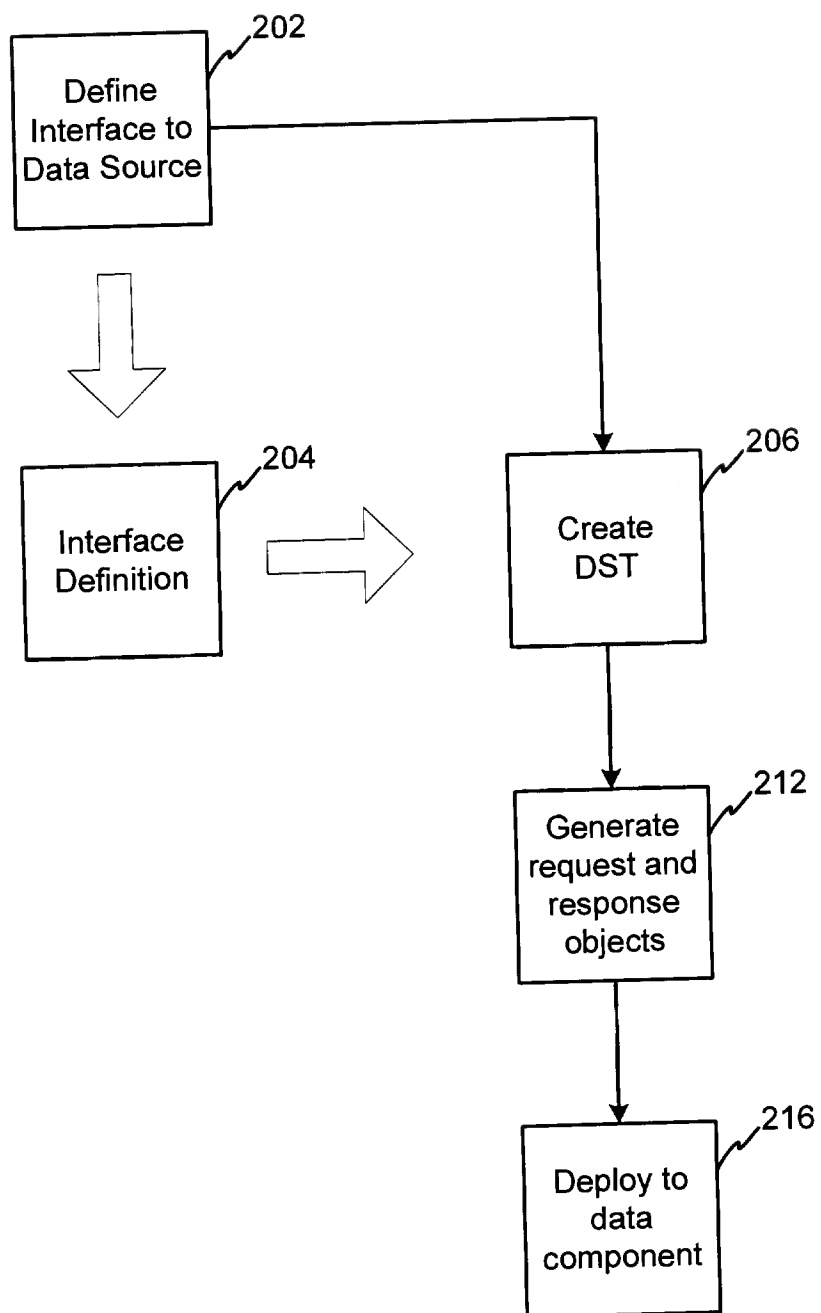 202
Define
Interface to
Data Source
204
Interface
Definition
206
Create
DST
212
Generate
request and
response
objects
216
Deploy to
data
component